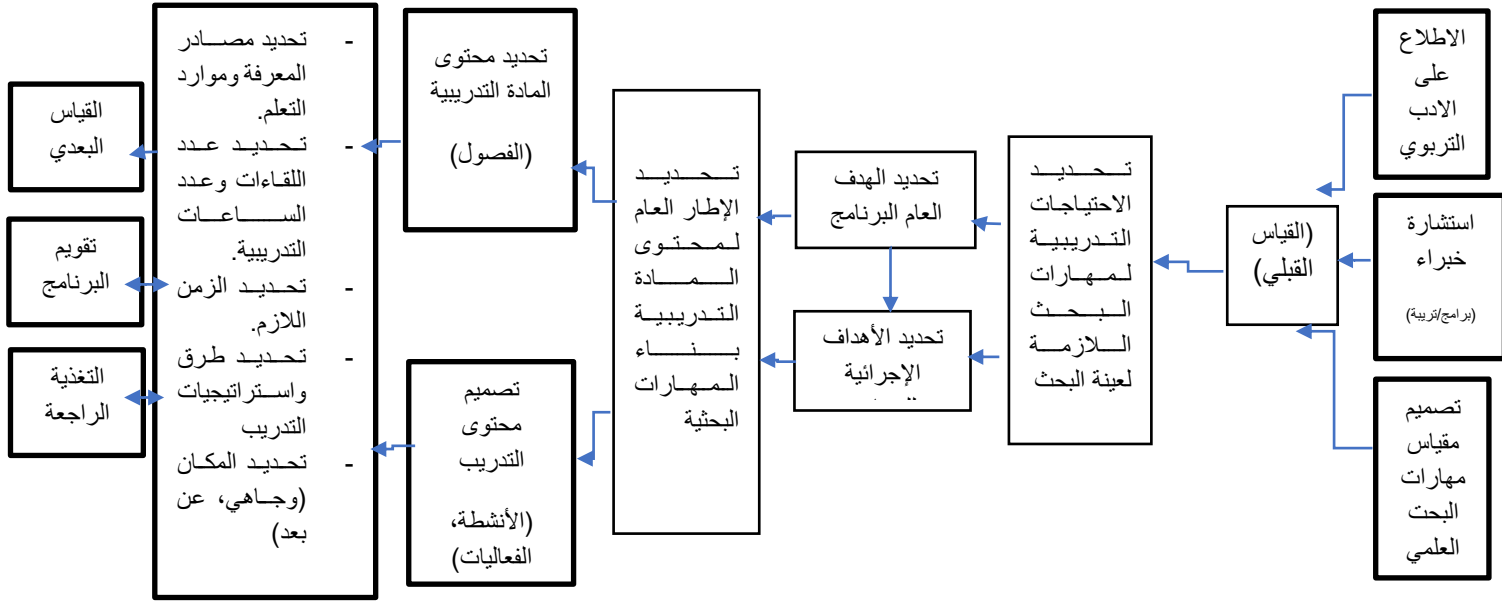 الاطلاع
على
الادب
التربوي
استشارة
خبراء
(برامج/تربية)
تصميم
مقياس
مهارات
البحت
العلمي
(القياس
القبلي)
تحديد
الاحتياجات
التدريبية
لمهارات
البحث
اللازمة
لعينة البحث
تحديد الهدف
العام البرنامج
تحديد الأهداف
الإجرائية
تحديد
الإطار العام
لمحتوى
المادة
التدريبية
بناء
المهارات
البحثية
تحديد محتوى
المادة التدريبية
(الفصول)
تصميم
محتوى
التدريب
(الأنشطة،
الفعاليات)
- تحديد مصادر
المعرفة وموارد
التعلم.
- تحديد عدد
اللقاءات وعدد
الساعات
التدريبية.
- تحديد الزمن
اللازم.
- تحديد طرق
واستراتيجيات
التدريب
- تحديد المكان
(وجاهي، عن
بعد)
القياس
البعدي
تقويم
البرنامج
التغذية
الراجعة